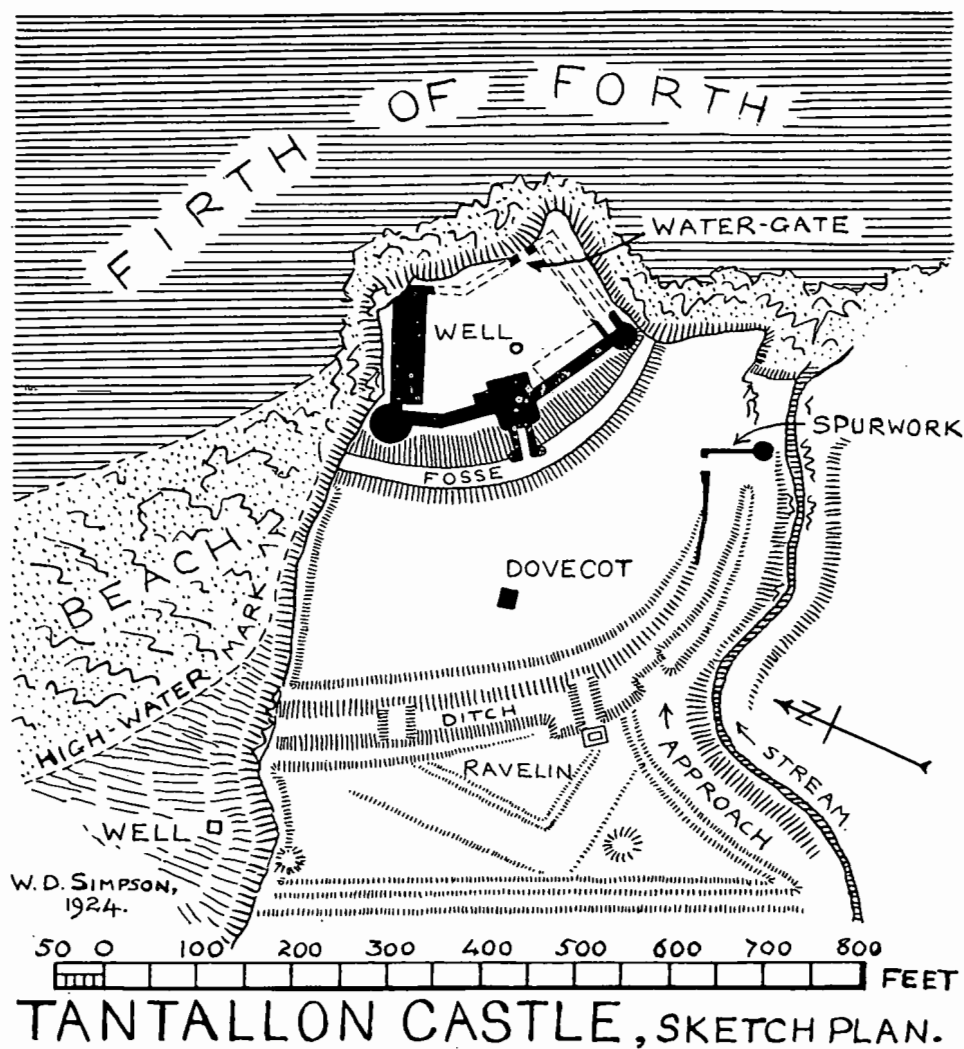 FIRTH OF FORTH
WATER-GATE
WELL
SPURWORK
FOSSE
BEACH
DOVECOT
HIGH-WATER MARK
DITCH
N
RAVELIN
APPROACH
STREAM.
WELL
W.D. SIMPSON,
1924.
50 0 100 200 300 400 500 600 700 800
FEET
TANTALLON CASTLE, SKETCH PLAN.